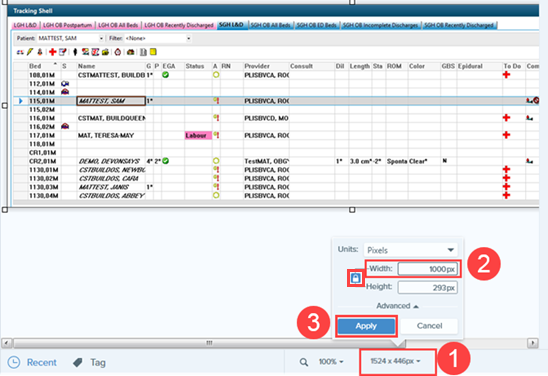 Tracking Shell
LGH L&D LGH OB Postpartum LGH OB All Beds LGH OB Recently Discharged SGH L&D SGH OB All Beds SGH OB ED Beds SGH OB Incomplete Discharges SGH OB Recently Discharged
Patient: MATTEST, SAM Filter: <None>
Bed S Name G P EGA Status A RN Provider Consult Dil Length Sta ROM Color GBS Epidural To Do Com
108,01M CSTMATTEST, BUILDB 1* PLISBVCA, ROC
112,01M
114,01M
115,01M MATTEST, SAM 1* PLISBVCA, ROC
115,02M
116,01M CSTMAT, BUILDQUEEN PLISBVCD, MO
116,02M
117,01M MAT, TERESA-MAY Labour PLISBVCA, ROC
118,01M
CR1,01M
CR2,01M DEMO, DEVONSAYS 4* 2* TestMAT, OBGY 1* 3.0 cm* -2* Sponta Clear* N
1130,01M CSTBUILDOS, NEWBU PLISBVCA, ROC
1130,02M CSTBUILDOS, CARA PLISBVCA, ROC
1130,03M MATTEST, JANIS 1* PLISBVCA, ROC
1130,04M CSTBUILDOS, ABBEY PLISBVCA, ROC
Units: Pixels
Width: 1000px 2
Height: 293px
Advanced
3 Apply Cancel
Recent Tag 100% 1524 x 446px 1